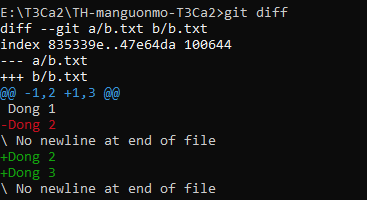 E:\T3Ca2\TH-manguonmo-T3Ca2>git diff
diff --git a/b.txt b/b.txt
index 835339e..47e64da 100644
--- a/b.txt
+++ b/b.txt
@@ -1,2 +1,3 @@
 Dong 1
-Dong 2
\ No newline at end of file
+Dong 2
+Dong 3
\ No newline at end of file